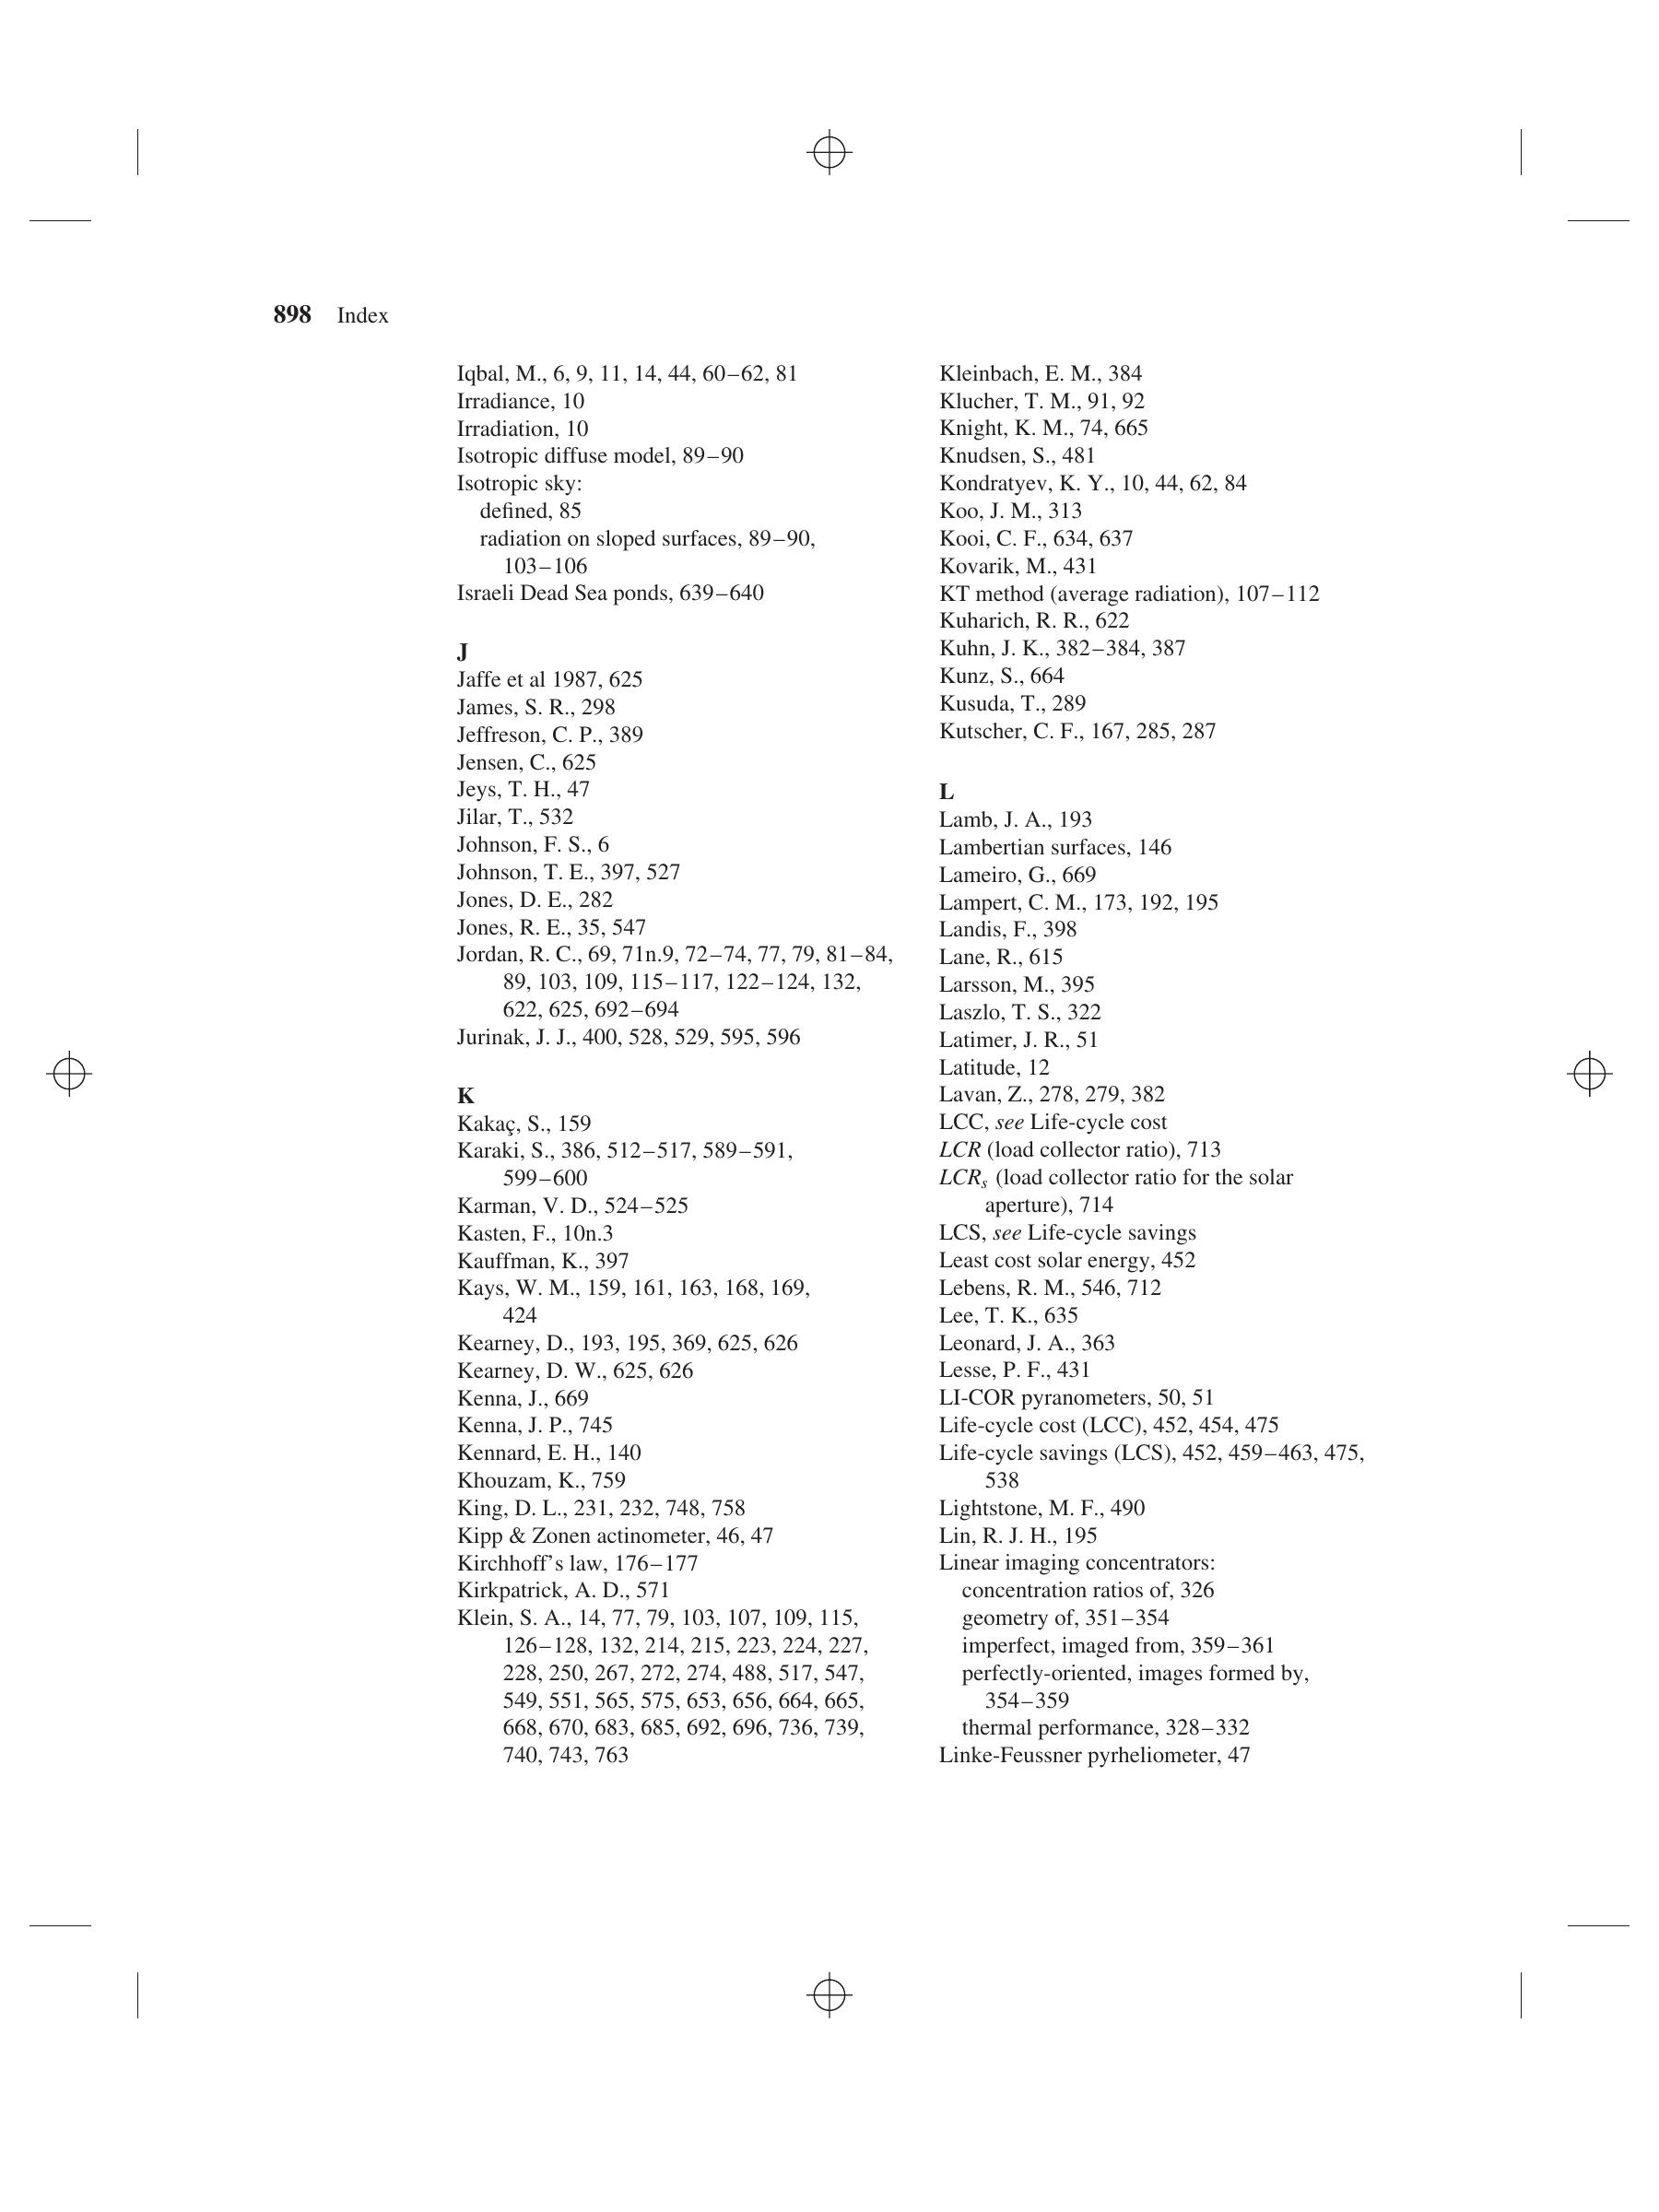 898 Index
Iqbal, M., 6, 9, 11, 14, 44, 60–62, 81
Irradiance, 10
Irradiation, 10
Isotropic diffuse model, 89–90
Isotropic sky:
defined, 85
radiation on sloped surfaces, 89–90,
103–106
Israeli Dead Sea ponds, 639–640
J
Jaffe et al 1987, 625
James, S. R., 298
Jeffreson, C. P., 389
Jensen, C., 625
Jeys, T. H., 47
Jilar, T., 532
Johnson, F. S., 6
Johnson, T. E., 397, 527
Jones, D. E., 282
Jones, R. E., 35, 547
Jordan, R. C., 69, 71n.9, 72–74, 77, 79, 81–84,
89, 103, 109, 115–117, 122–124, 132,
622, 625, 692–694
Jurinak, J. J., 400, 528, 529, 595, 596
K
Kakaç, S., 159
Karaki, S., 386, 512–517, 589–591,
599–600
Karman, V. D., 524–525
Kasten, F., 10n.3
Kauffman, K., 397
Kays, W. M., 159, 161, 163, 168, 169,
424
Kearney, D., 193, 195, 369, 625, 626
Kearney, D. W., 625, 626
Kenna, J., 669
Kenna, J. P., 745
Kennard, E. H., 140
Khouzam, K., 759
King, D. L., 231, 232, 748, 758
Kipp & Zonen actinometer, 46, 47
Kirchhoff’s law, 176–177
Kirkpatrick, A. D., 571
Klein, S. A., 14, 77, 79, 103, 107, 109, 115,
126–128, 132, 214, 215, 223, 224, 227,
228, 250, 267, 272, 274, 488, 517, 547,
549, 551, 565, 575, 653, 656, 664, 665,
668, 670, 683, 685, 692, 696, 736, 739,
740, 743, 763
Kleinbach, E. M., 384
Klucher, T. M., 91, 92
Knight, K. M., 74, 665
Knudsen, S., 481
Kondratyev, K. Y., 10, 44, 62, 84
Koo, J. M., 313
Kooi, C. F., 634, 637
Kovarik, M., 431
KT method (average radiation), 107–112
Kuharich, R. R., 622
Kuhn, J. K., 382–384, 387
Kunz, S., 664
Kusuda, T., 289
Kutscher, C. F., 167, 285, 287
L
Lamb, J. A., 193
Lambertian surfaces, 146
Lameiro, G., 669
Lampert, C. M., 173, 192, 195
Landis, F., 398
Lane, R., 615
Larsson, M., 395
Laszlo, T. S., 322
Latimer, J. R., 51
Latitude, 12
Lavan, Z., 278, 279, 382
LCC, see Life-cycle cost
LCR (load collector ratio), 713
LCRs (load collector ratio for the solar
aperture), 714
LCS, see Life-cycle savings
Least cost solar energy, 452
Lebens, R. M., 546, 712
Lee, T. K., 635
Leonard, J. A., 363
Lesse, P. F., 431
LI-COR pyranometers, 50, 51
Life-cycle cost (LCC), 452, 454, 475
Life-cycle savings (LCS), 452, 459–463, 475,
538
Lightstone, M. F., 490
Lin, R. J. H., 195
Linear imaging concentrators:
concentration ratios of, 326
geometry of, 351–354
imperfect, imaged from, 359–361
perfectly-oriented, images formed by,
354–359
thermal performance, 328–332
Linke-Feussner pyrheliometer, 47